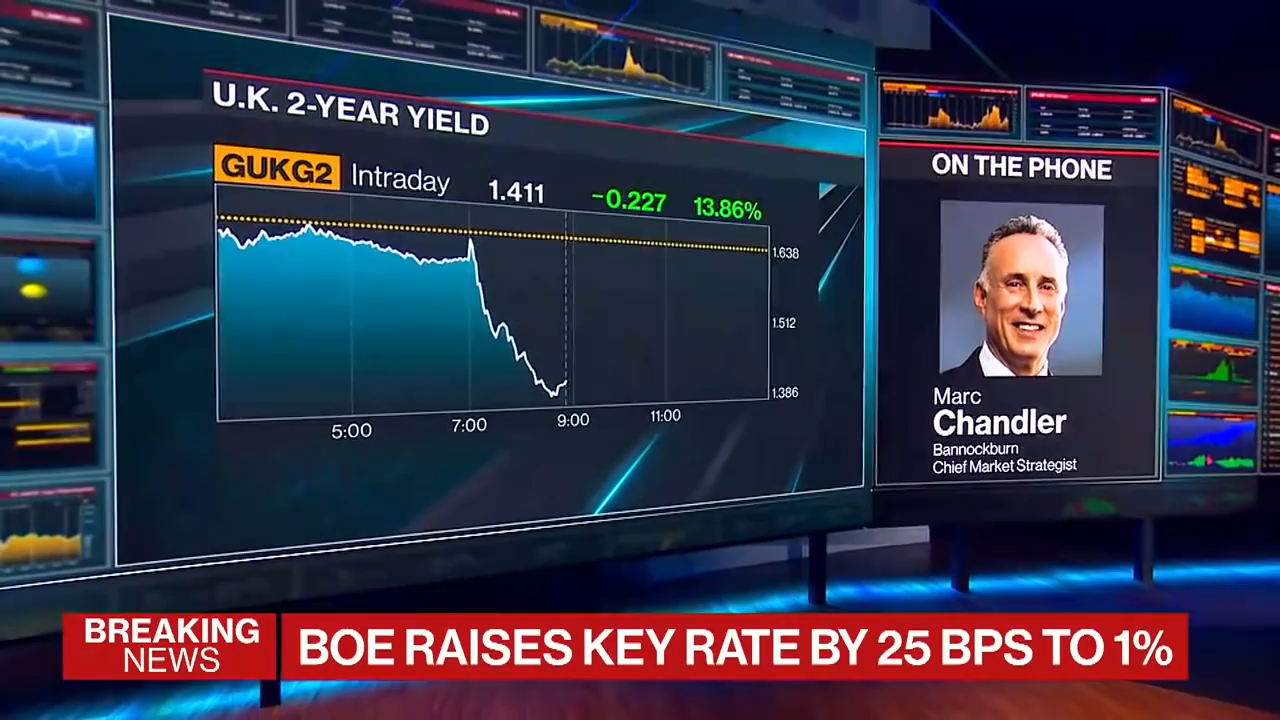 U.K. 2-YEAR YIELD
GUKG2 Intraday 1.411 -0.227 13.86%
1.638
1.512
1.386
5:00 7:00 9:00 11:00
ON THE PHONE
Marc
Chandler
Bannockburn
Chief Market Strategist
BREAKING
NEWS
BOE RAISES KEY RATE BY 25 BPS TO 1%